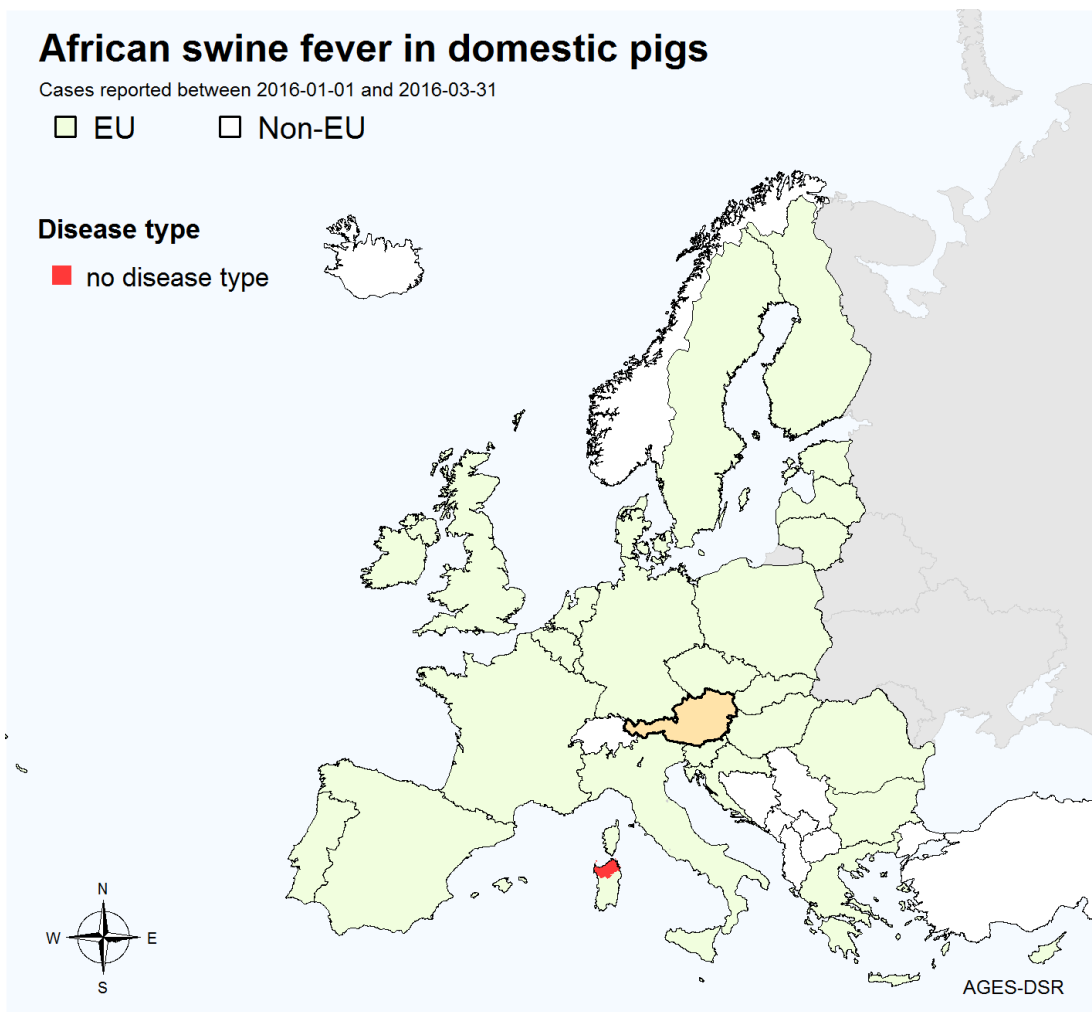 African swine fever in domestic pigs
Cases reported between 2016-01-01 and 2016-03-31
EU Non-EU
Disease type
no disease type
N
W E
S
AGES-DSR